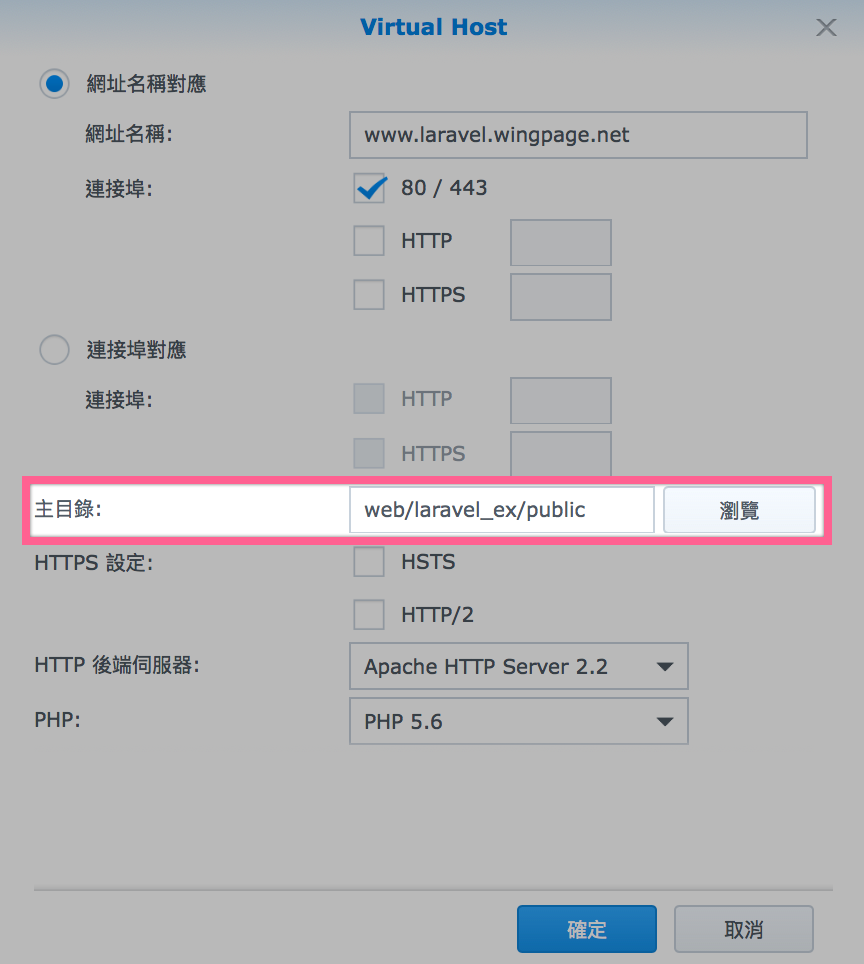 Virtual Host
網址名稱對應
網址名稱: www.laravel.wingpage.net
連接埠: 80 / 443
HTTP
HTTPS
連接埠對應
連接埠: HTTP
HTTPS
主目錄: web/laravel_ex/public 瀏覽
HTTPS 設定: HSTS
HTTP/2
HTTP 後端伺服器: Apache HTTP Server 2.2
PHP: PHP 5.6
確定 取消